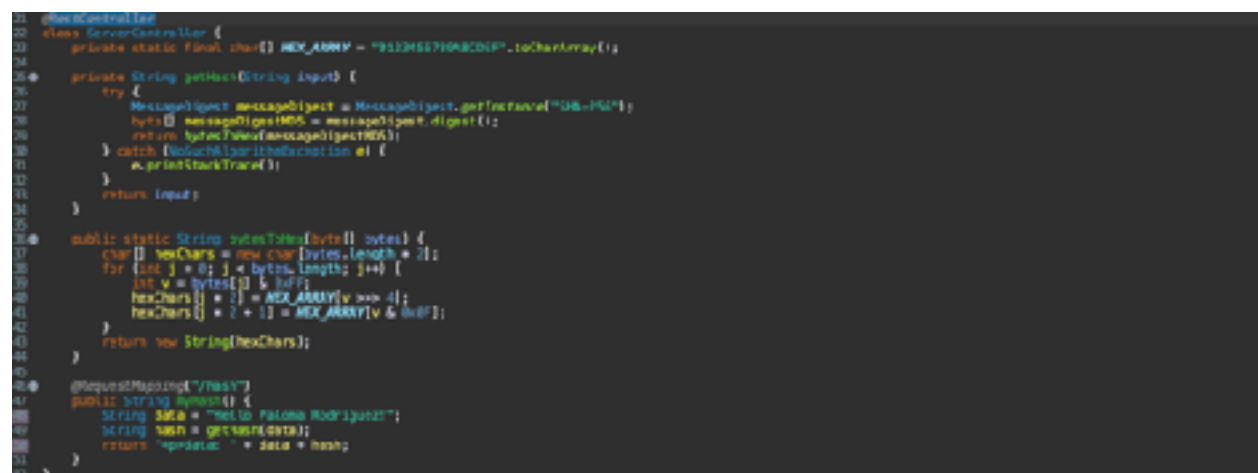 21 @RestController
22 class ServerController {
23 private static final char[] HEX_ARRAY = "0123456789ABCDEF".toCharArray();
24
25 private String getHash(String input) {
26 try {
27 MessageDigest messageDigest = MessageDigest.getInstance("SHA-256");
28 byte[] messageDigestMD5 = messageDigest.digest();
29 return bytesToHex(messageDigestMD5);
30 } catch (NoSuchAlgorithmException e) {
31 e.printStackTrace();
32 }
33 return input;
34 }
35
36 public static String bytesToHex(byte[] bytes) {
37 char[] hexChars = new char[bytes.length * 2];
38 for (int j = 0; j < bytes.length; j++) {
39 int v = bytes[j] & 0xFF;
40 hexChars[j * 2] = HEX_ARRAY[v >>> 4];
41 hexChars[j * 2 + 1] = HEX_ARRAY[v & 0x0F];
42 }
43 return new String(hexChars);
44 }
45
46 @RequestMapping("/hash")
47 public String myHash() {
48 String data = "Hello Paloma Rodriguez!";
49 String hash = getHash(data);
50 return data + hash;
51 }